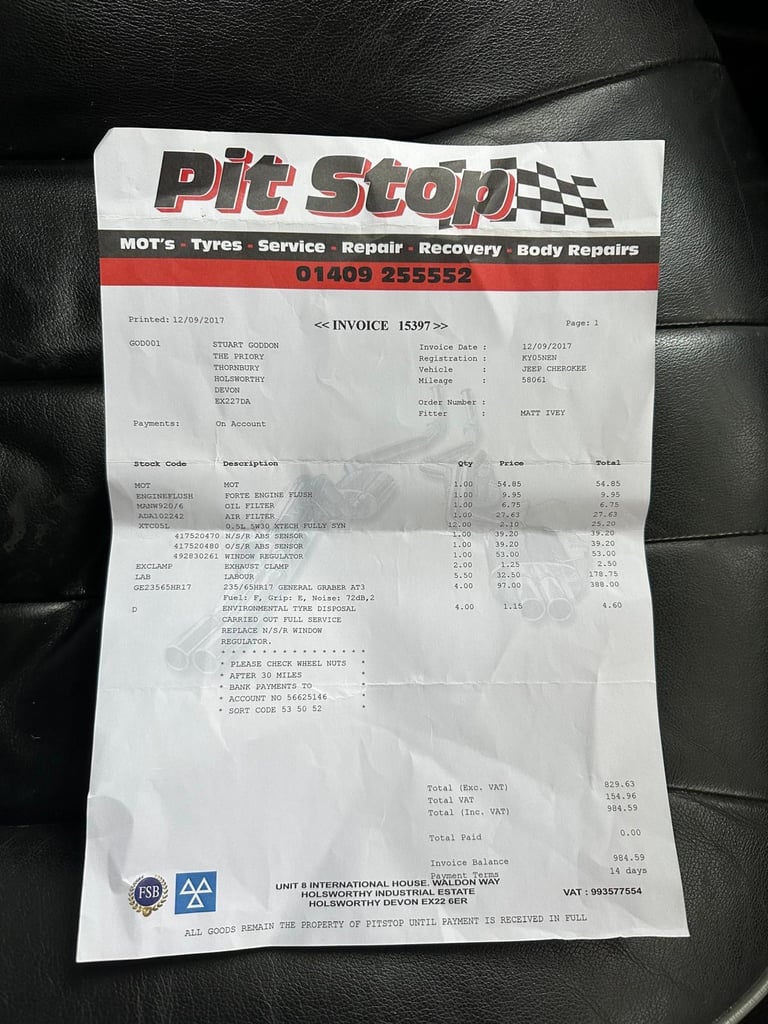 Pit Stop
MOT's - Tyres - Service - Repair - Recovery - Body Repairs
01409 255552
Printed: 12/09/2017 << INVOICE 15397 >> Page: 1
GOD001 STUART GODDON Invoice Date : 12/09/2017
THE PRIORY Registration : KY05NEN
THORNBURY Vehicle : JEEP CHEROKEE
HOLSWORTHY Mileage : 58061
DEVON
EX227DA Order Number :
Fitter : MATT IVEY
Payments: On Account
Stock Code Description Qty Price Total
MOT MOT 1.00 54.85 54.85
ENGINEFLUSH FORTE ENGINE FLUSH 1.00 9.95 9.95
MANW920/6 OIL FILTER 1.00 6.75 6.75
ADA102242 AIR FILTER 1.00 27.63 27.63
XTC05L 0.5L 5W30 XTECH FULLY SYN 12.00 2.10 25.20
417520470 N/S/R ABS SENSOR 1.00 39.20 39.20
417520480 O/S/R ABS SENSOR 1.00 39.20 39.20
492830261 WINDOW REGULATOR 1.00 53.00 53.00
EXCLAMP EXHAUST CLAMP 2.00 1.25 2.50
LAB LABOUR 5.50 32.50 178.75
GE23565HR17 235/65HR17 GENERAL GRABER AT3 4.00 97.00 388.00
Fuel: F, Grip: E, Noise: 72dB,2
D ENVIRONMENTAL TYRE DISPOSAL 4.00 1.15 4.60
CARRIED OUT FULL SERVICE
REPLACE N/S/R WINDOW
REGULATOR.
* * * * * * * * * * * * * * *
* PLEASE CHECK WHEEL NUTS *
* AFTER 30 MILES *
* BANK PAYMENTS TO *
* ACCOUNT NO 56625146 *
* SORT CODE 53 50 52 *
Total (Exc. VAT) 829.63
Total VAT 154.96
Total (Inc. VAT) 984.59
Total Paid 0.00
Invoice Balance 984.59
Payment Terms 14 days
FSB
UNIT 8 INTERNATIONAL HOUSE. WALDON WAY
HOLSWORTHY INDUSTRIAL ESTATE
HOLSWORTHY DEVON EX22 6ER
VAT : 993577554
ALL GOODS REMAIN THE PROPERTY OF PITSTOP UNTIL PAYMENT IS RECEIVED IN FULL